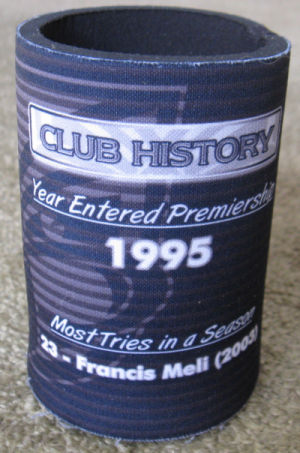 CLUB HISTORY
Year Entered Premiership
1995
Most Tries in a Season
23 - Francis Meli (2003)